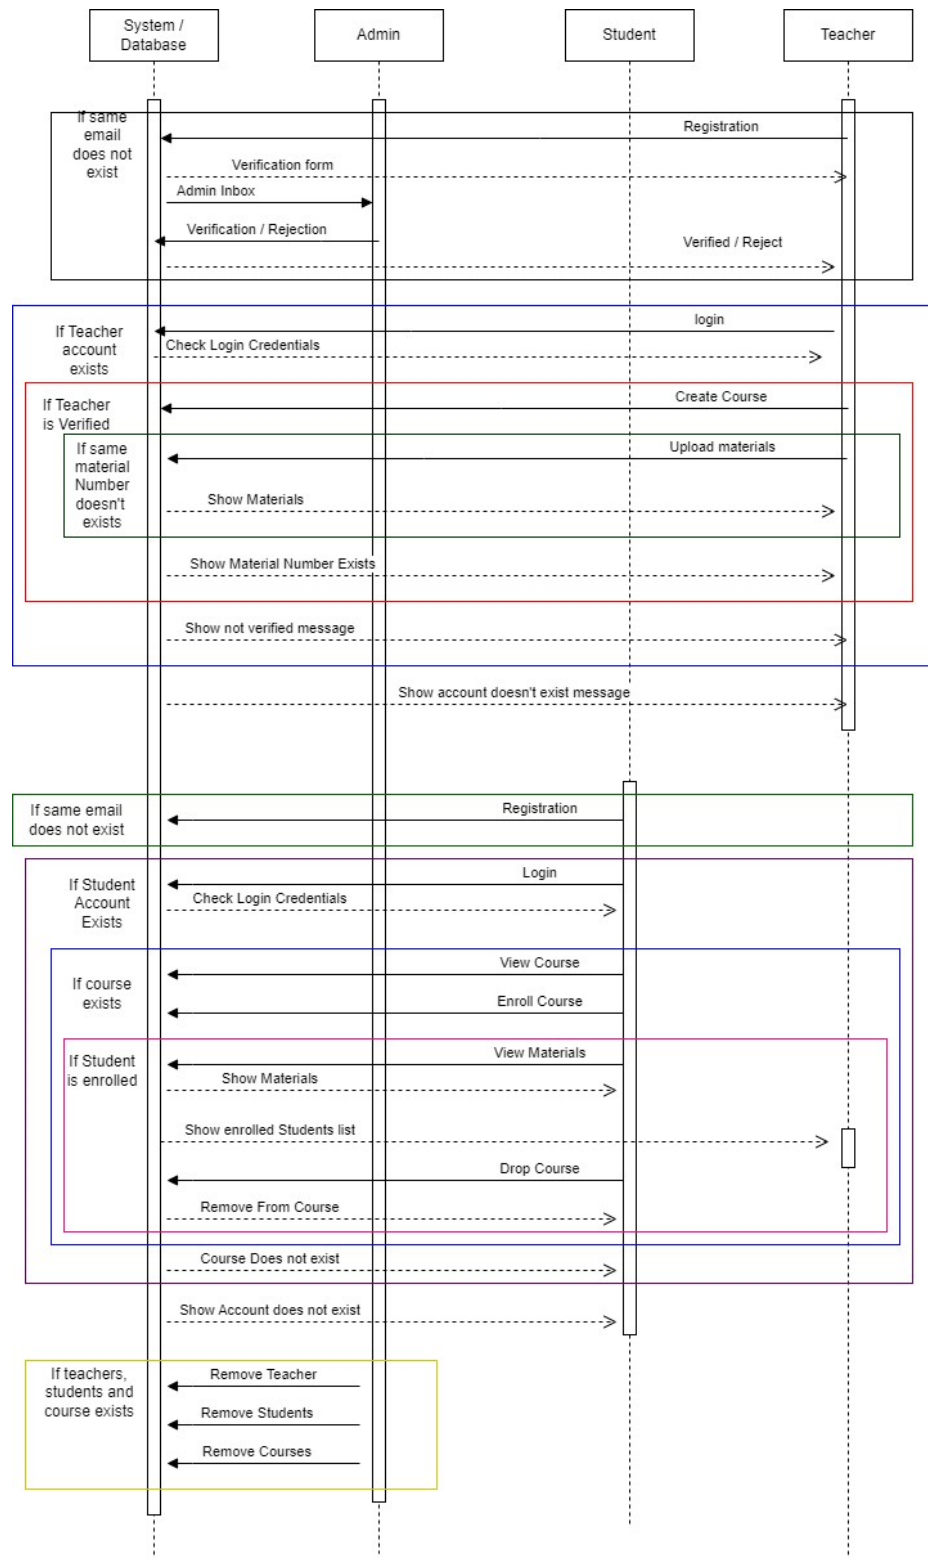 System /
Database
Admin
Student
Teacher
If same
email
does not
exist
Registration
Verification form
Admin Inbox
Verification / Rejection
Verified / Reject
If Teacher
account
exists
login
Check Login Credentials
If Teacher
is Verified
Create Course
If same
material
Number
doesn't
exists
Upload materials
Show Materials
Show Material Number Exists
Show not verified message
Show account doesn't exist message
If same email
does not exist
Registration
If Student
Account
Exists
Login
Check Login Credentials
If course
exists
View Course
Enroll Course
If Student
is enrolled
View Materials
Show Materials
Show enrolled Students list
Drop Course
Remove From Course
Course Does not exist
Show Account does not exist
If teachers,
students and
course exists
Remove Teacher
Remove Students
Remove Courses